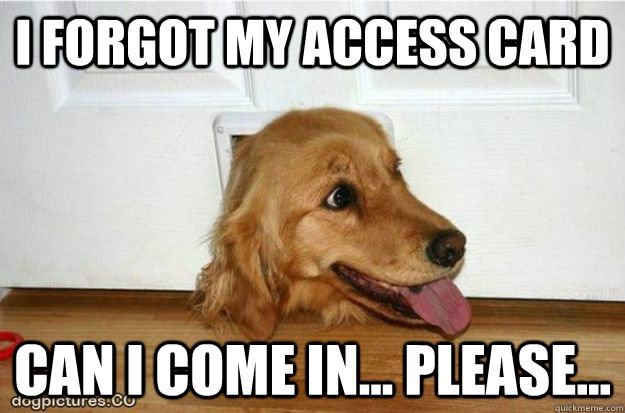 I FORGOT MY ACCESS CARD
CAN I COME IN... PLEASE...
dogpictures.CO
quickmeme.com